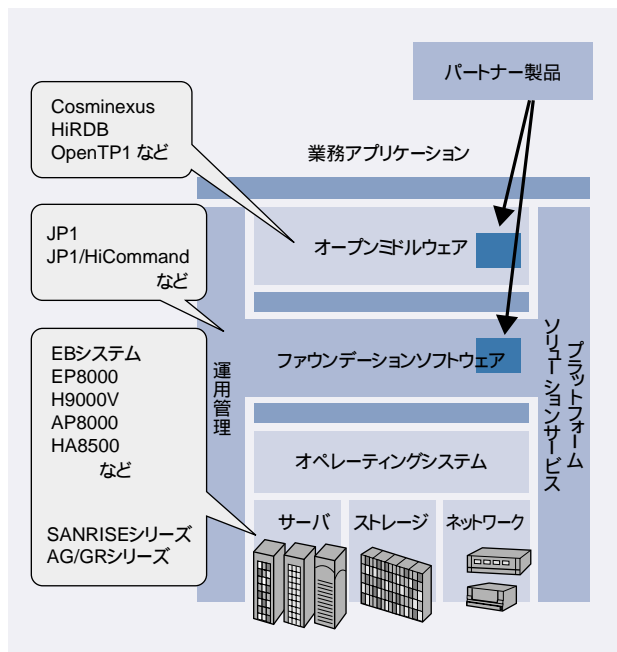 パートナー製品
Cosminexus
HiRDB
OpenTP1 など
業務アプリケーション
JP1
JP1/HiCommand
など
オープンミドルウェア
ファウンデーションソフトウェア
運用管理
プラットフォーム
ソリューションサービス
EBシステム
EP8000
H9000V
AP8000
HA8500
など
SANRISEシリーズ
AG/GRシリーズ
オペレーティングシステム
サーバ
ストレージ
ネットワーク